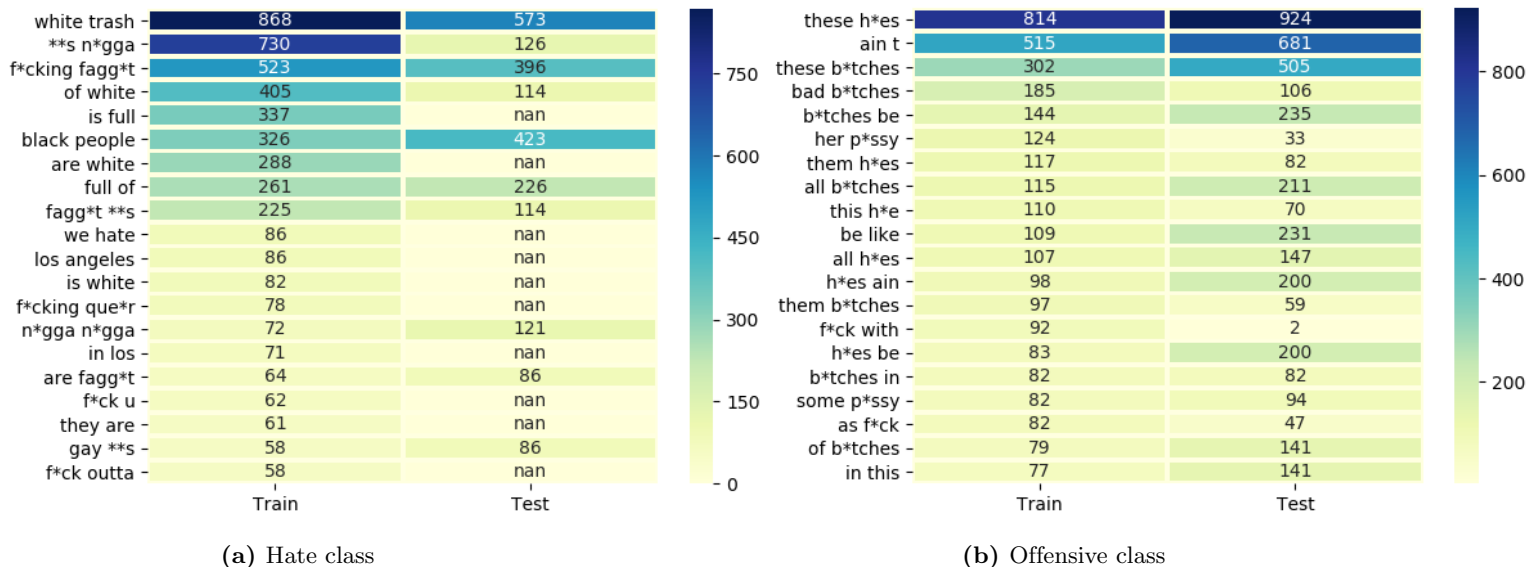 white trash 868 573
**s n*gga 730 126
f*cking fagg*t 523 396
of white 405 114
is full 337 nan
black people 326 423
are white 288 nan
full of 261 226
fagg*t **s 225 114
we hate 86 nan
los angeles 86 nan
is white 82 nan
f*cking que*r 78 nan
n*gga n*gga 72 121
in los 71 nan
are fagg*t 64 86
f*ck u 62 nan
they are 61 nan
gay **s 58 86
f*ck outta 58 nan
Train Test
750
600
450
300
150
0
(a) Hate class
these h*es 814 924
ain t 515 681
these b*tches 302 505
bad b*tches 185 106
b*tches be 144 235
her p*ssy 124 33
them h*es 117 82
all b*tches 115 211
this h*e 110 70
be like 109 231
all h*es 107 147
h*es ain 98 200
them b*tches 97 59
f*ck with 92 2
h*es be 83 200
b*tches in 82 82
some p*ssy 82 94
as f*ck 82 47
of b*tches 79 141
in this 77 141
Train Test
800
600
400
200
(b) Offensive class